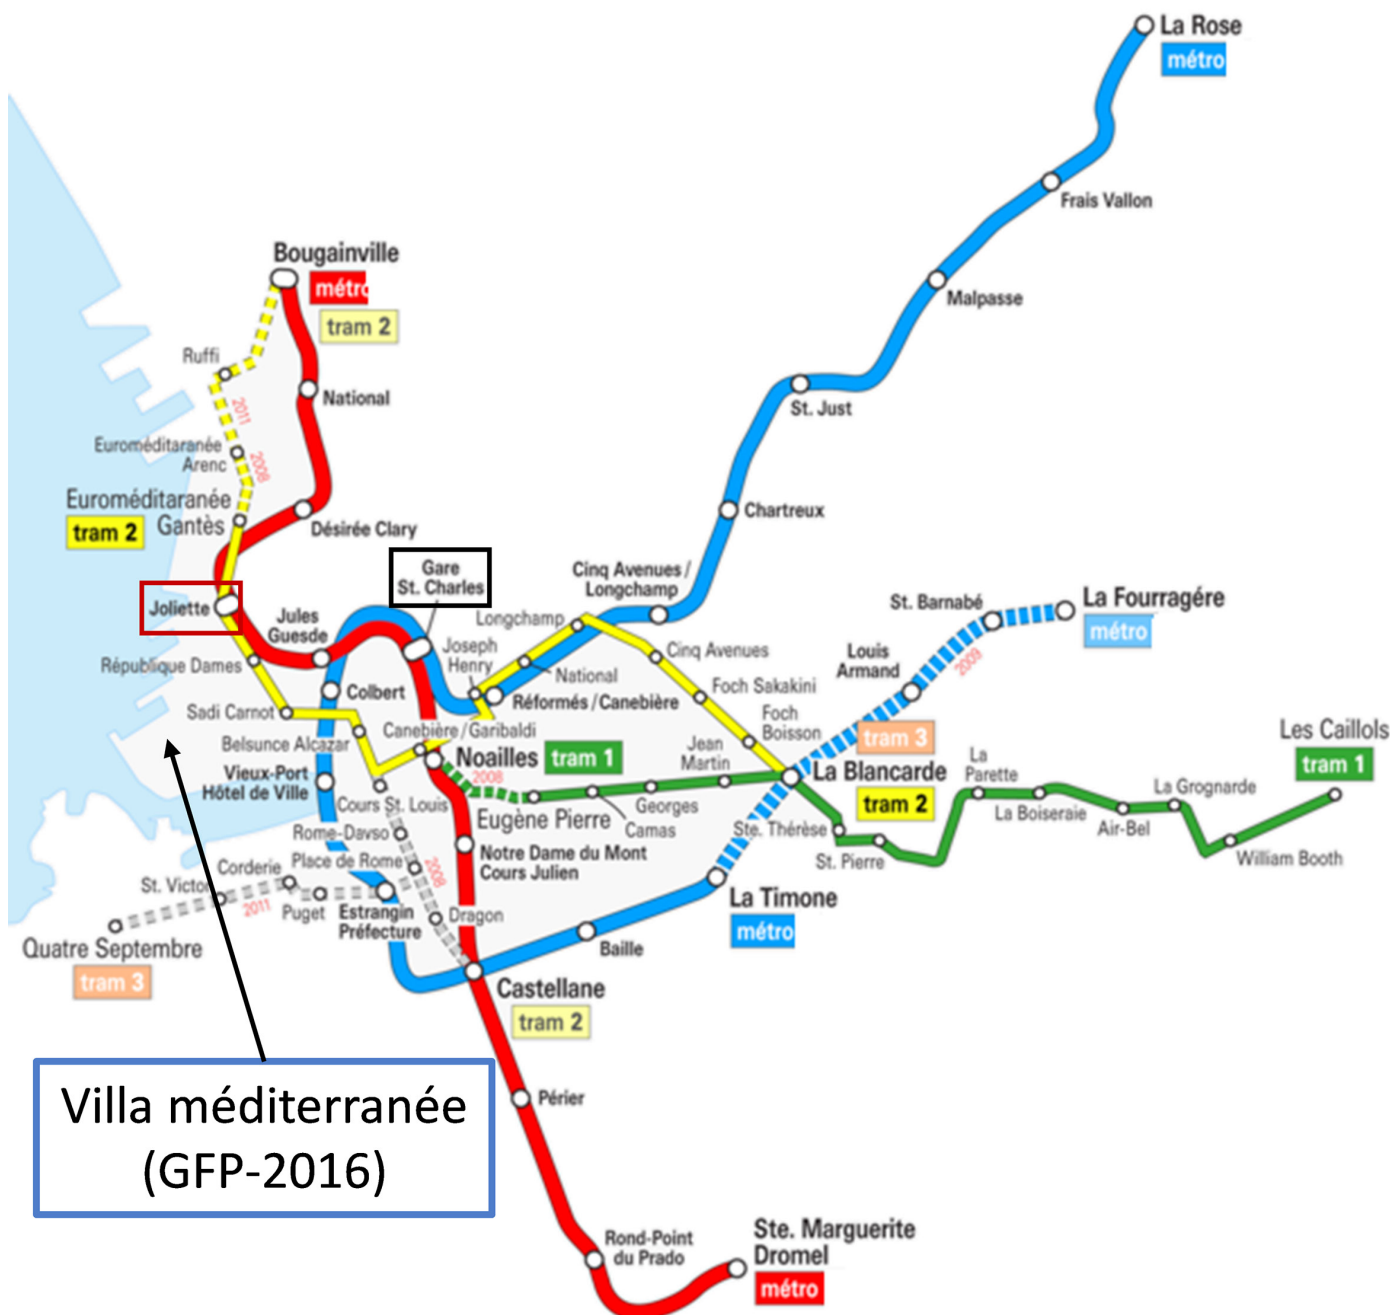 La Rose
métro
Frais Vallon
Malpasse
St. Just
Chartreux
Bougainville
métro
tram 2
Ruffi
2011
National
Euroméditaranée
Arenc
2008
Euroméditaranée
Gantès
tram 2
Désirée Clary
Gare
St. Charles
Cinq Avenues /
Longchamp
Joliette
Jules
Guesde
Longchamp
Joseph
Henry
National
Cinq Avenues
St. Barnabé
La Fourragére
métro
Louis
Armand
2009
République Dames
Colbert
Réformés / Canebière
Foch Sakakini
Foch
Boisson
Sadi Carnot
Belsunce Alcazar
Canebière / Garibaldi
Noailles
tram 1
2008
Jean
Martin
tram 3
La Blancarde
tram 2
La
Parette
Les Caillols
tram 1
La Grognarde
La Boiseraie
Air-Bel
William Booth
Vieux-Port
Hôtel de Ville
Cours St. Louis
Eugène Pierre
Camas
Georges
Ste. Thérèse
St. Pierre
Rome-Davso
Place de Rome
2008
Notre Dame du Mont
Cours Julien
Corderie
St. Victor
2011
Puget
Estrangin
Préfecture
Dragon
La Timone
métro
Baille
Quatre Septembre
tram 3
Castellane
tram 2
Villa méditerranée
(GFP-2016)
Périer
Rond-Point
du Prado
Ste. Marguerite
Dromel
métro